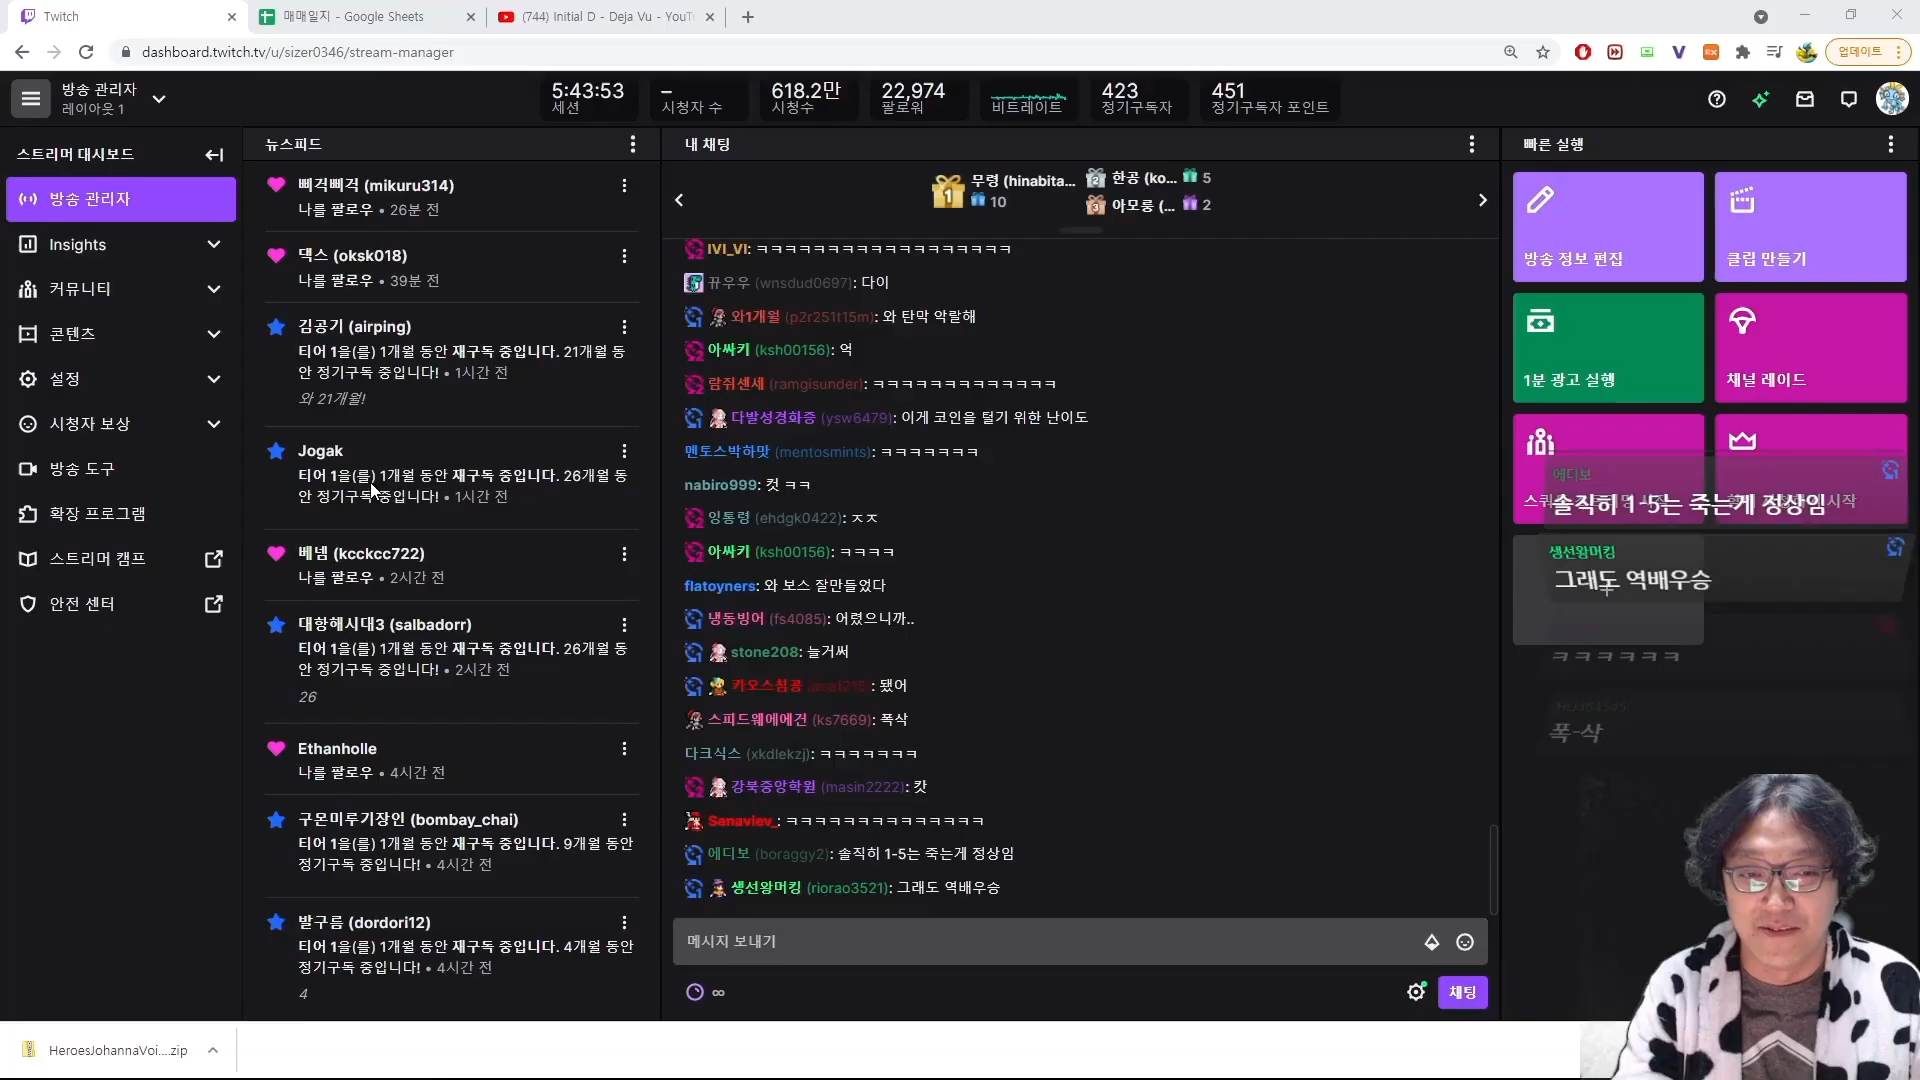 Twitch
매매일지 - Google Sheets
(744) Initial D - Deja Vu - YouTu
dashboard.twitch.tv/u/sizer0346/stream-manager
업데이트
방송 관리자
레이아웃 1
5:43:53
세션
–
시청자 수
618.2만
시청수
22,974
팔로워
비트레이트
423
정기구독자
451
정기구독자 포인트
스트리머 대시보드
방송 관리자
Insights
커뮤니티
콘텐츠
설정
시청자 보상
방송 도구
확장 프로그램
스트리머 캠프
안전 센터
뉴스피드
삐걱삐걱 (mikuru314)
나를 팔로우 • 26분 전
댁스 (oksk018)
나를 팔로우 • 39분 전
김공기 (airping)
티어 1을(를) 1개월 동안 재구독 중입니다. 21개월 동
안 정기구독 중입니다! • 1시간 전
와 21개월!
Jogak
티어 1을(를) 1개월 동안 재구독 중입니다. 26개월 동
안 정기구독 중입니다! • 1시간 전
베넴 (kcckcc722)
나를 팔로우 • 2시간 전
대항해시대3 (salbadorr)
티어 1을(를) 1개월 동안 재구독 중입니다. 26개월 동
안 정기구독 중입니다! • 2시간 전
26
Ethanholle
나를 팔로우 • 4시간 전
구몬미루기장인 (bombay_chai)
티어 1을(를) 1개월 동안 재구독 중입니다. 9개월 동안
정기구독 중입니다! • 4시간 전
발구름 (dordori12)
티어 1을(를) 1개월 동안 재구독 중입니다. 4개월 동안
정기구독 중입니다! • 4시간 전
4
내 채팅
1 무령 (hinabita...
10
2 한공 (ko... 5
3 아모롱 (... 2
IVI_VI: ㅋㅋㅋㅋㅋㅋㅋㅋㅋㅋㅋㅋㅋㅋㅋㅋㅋㅋ
뀨우우 (wnsdud0697): 다이
와1개월 (p2r251t15m): 와 탄막 악랄해
아싸키 (ksh00156): 억
람쥐센세 (ramgisunder): ㅋㅋㅋㅋㅋㅋㅋㅋㅋㅋㅋㅋㅋ
다발성경화증 (ysw6479): 이게 코인을 털기 위한 난이도
멘토스박하맛 (mentosmints): ㅋㅋㅋㅋㅋㅋㅋ
nabiro999: 컷 ㅋㅋ
잉통령 (ehdgk0422): ㅈㅈ
아싸키 (ksh00156): ㅋㅋㅋㅋ
flatoyners: 와 보스 잘만들었다
냉동빙어 (fs4085): 어렸으니까..
stone208: 늘거써
카오스침공 : 됐어
스피드웨에에건 (ks7669): 폭삭
다크식스 (xkdlekzj): ㅋㅋㅋㅋㅋㅋㅋ
강북중앙학원 (masin2222): 캇
Senaviev_: ㅋㅋㅋㅋㅋㅋㅋㅋㅋㅋㅋㅋㅋㅋ
에디보 (boraggy2): 솔직히 1-5는 죽는게 정상임
생선왕머킹 (riorao3521): 그래도 역배우승
메시지 보내기
∞
채팅
빠른 실행
방송 정보 편집
클립 만들기
1분 광고 실행
채널 레이드
시작
에디보
솔직히 1-5는 죽는게 정상임
생선왕머킹
그래도 역배우승
ㅋㅋㅋㅋㅋㅋ
폭-삭
HeroesJohannaVoi....zip